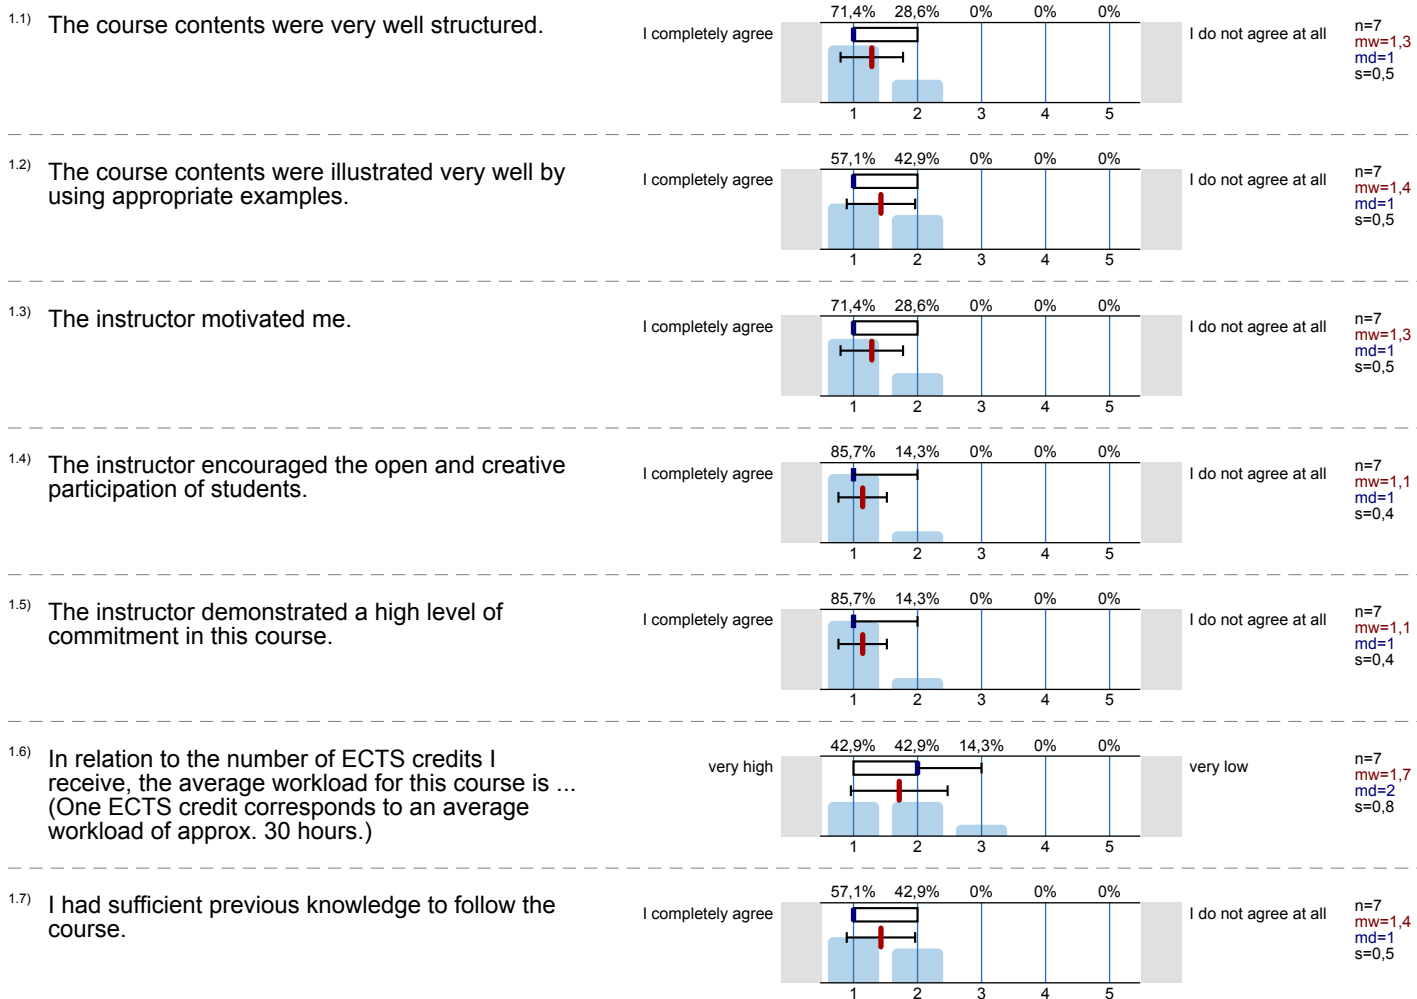 1.1) The course contents were very well structured.
I completely agree
71,4% 28,6% 0% 0% 0%
1 2 3 4 5
I do not agree at all
n=7
mw=1,3
md=1
s=0,5
1.2) The course contents were illustrated very well by
using appropriate examples.
I completely agree
57,1% 42,9% 0% 0% 0%
1 2 3 4 5
I do not agree at all
n=7
mw=1,4
md=1
s=0,5
1.3) The instructor motivated me.
I completely agree
71,4% 28,6% 0% 0% 0%
1 2 3 4 5
I do not agree at all
n=7
mw=1,3
md=1
s=0,5
1.4) The instructor encouraged the open and creative
participation of students.
I completely agree
85,7% 14,3% 0% 0% 0%
1 2 3 4 5
I do not agree at all
n=7
mw=1,1
md=1
s=0,4
1.5) The instructor demonstrated a high level of
commitment in this course.
I completely agree
85,7% 14,3% 0% 0% 0%
1 2 3 4 5
I do not agree at all
n=7
mw=1,1
md=1
s=0,4
1.6) In relation to the number of ECTS credits I
receive, the average workload for this course is ...
(One ECTS credit corresponds to an average
workload of approx. 30 hours.)
very high
42,9% 42,9% 14,3% 0% 0%
1 2 3 4 5
very low
n=7
mw=1,7
md=2
s=0,8
1.7) I had sufficient previous knowledge to follow the
course.
I completely agree
57,1% 42,9% 0% 0% 0%
1 2 3 4 5
I do not agree at all
n=7
mw=1,4
md=1
s=0,5